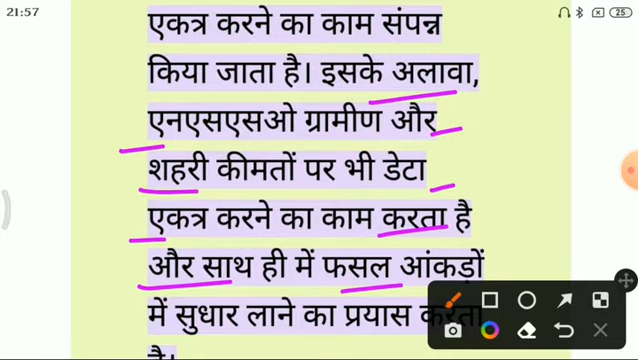 21:57
25
एकत्र करने का काम संपन्न
किया जाता है। इसके अलावा,
एनएसएसओ ग्रामीण और
शहरी कीमतों पर भी डेटा
एकत्र करने का काम करता है
और साथ ही में फसल आंकड़ों
में सुधार लाने का प्रयास करता
है।